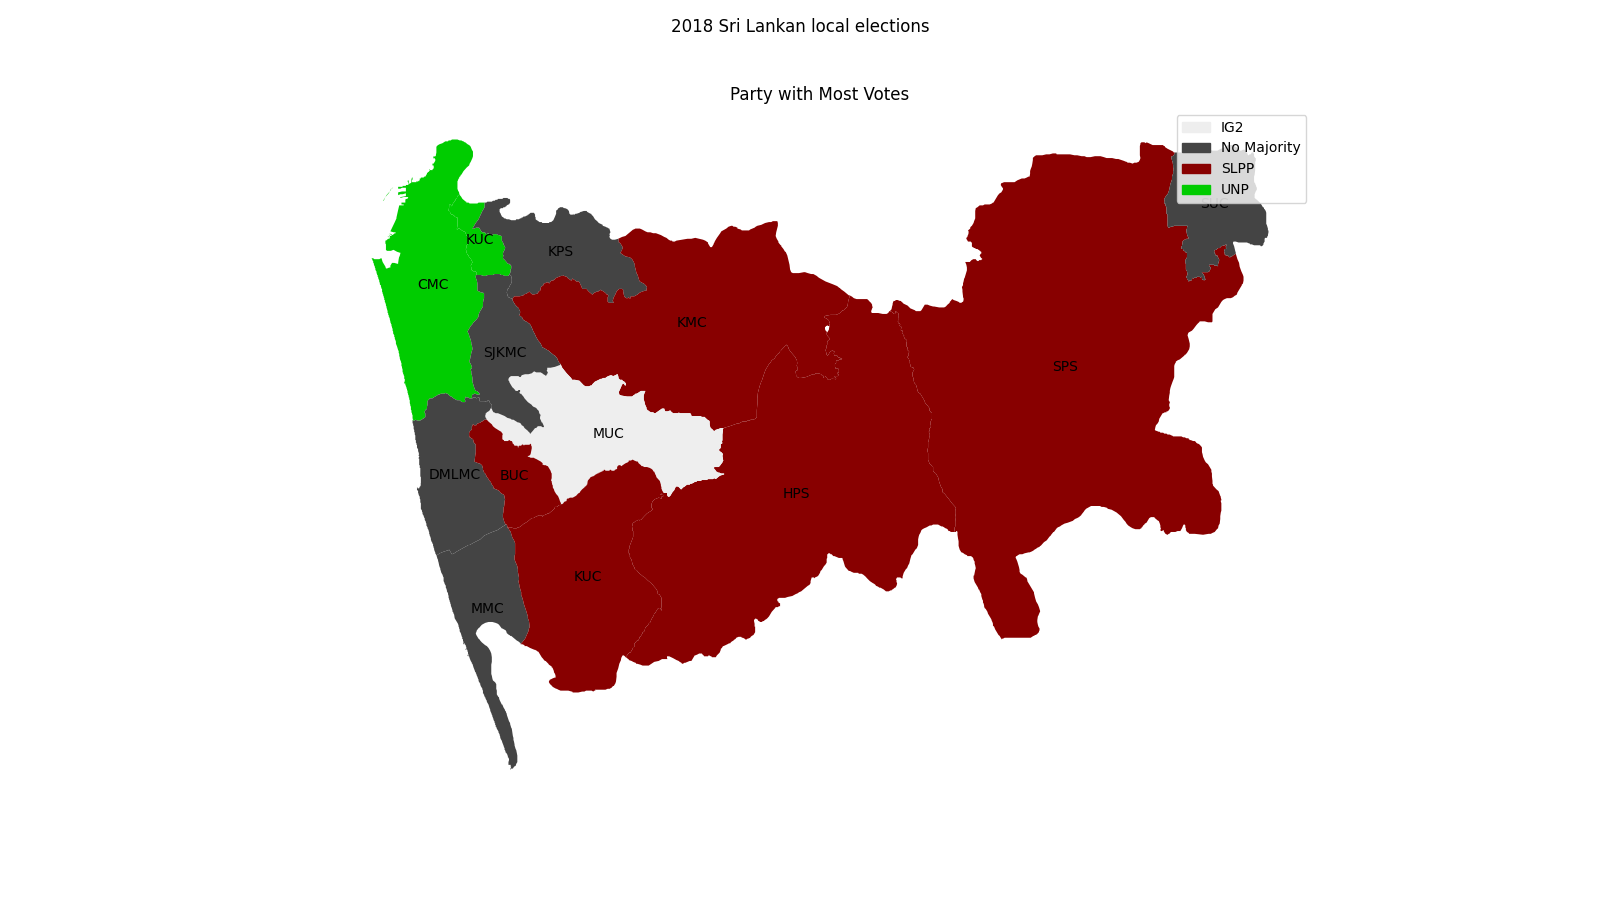 2018 Sri Lankan local elections
Party with Most Votes
IG2
No Majority
SLPP
UNP
SUC
KUC
KPS
CMC
KMC
SJKMC
SPS
MUC
DMLMC
BUC
HPS
KUC
MMC